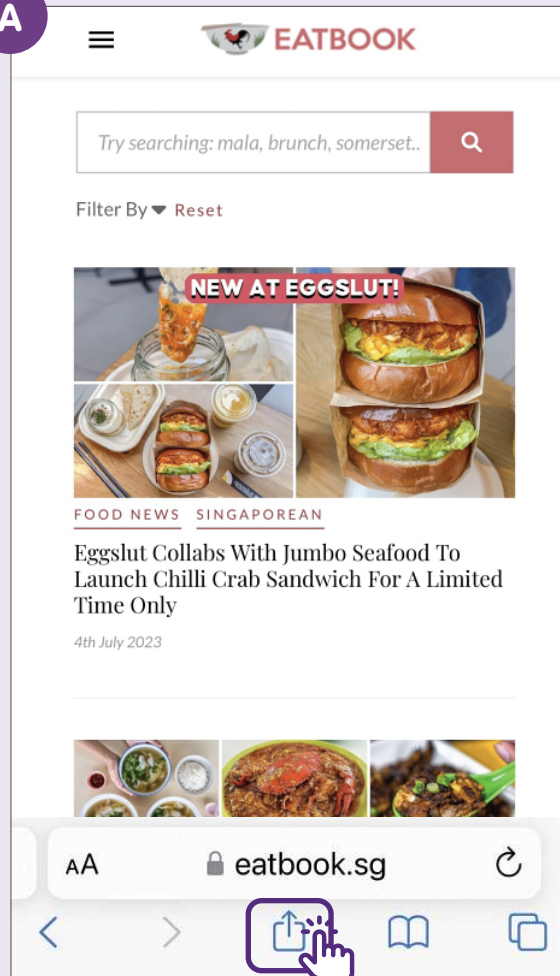 A
EATBOOK
Try searching: mala, brunch, somerset..
Filter By Reset
NEW AT EGGSLUT!
FOOD NEWS SINGAPOREAN
Eggslut Collabs With Jumbo Seafood To
Launch Chilli Crab Sandwich For A Limited
Time Only
4th July 2023
AA eatbook.sg